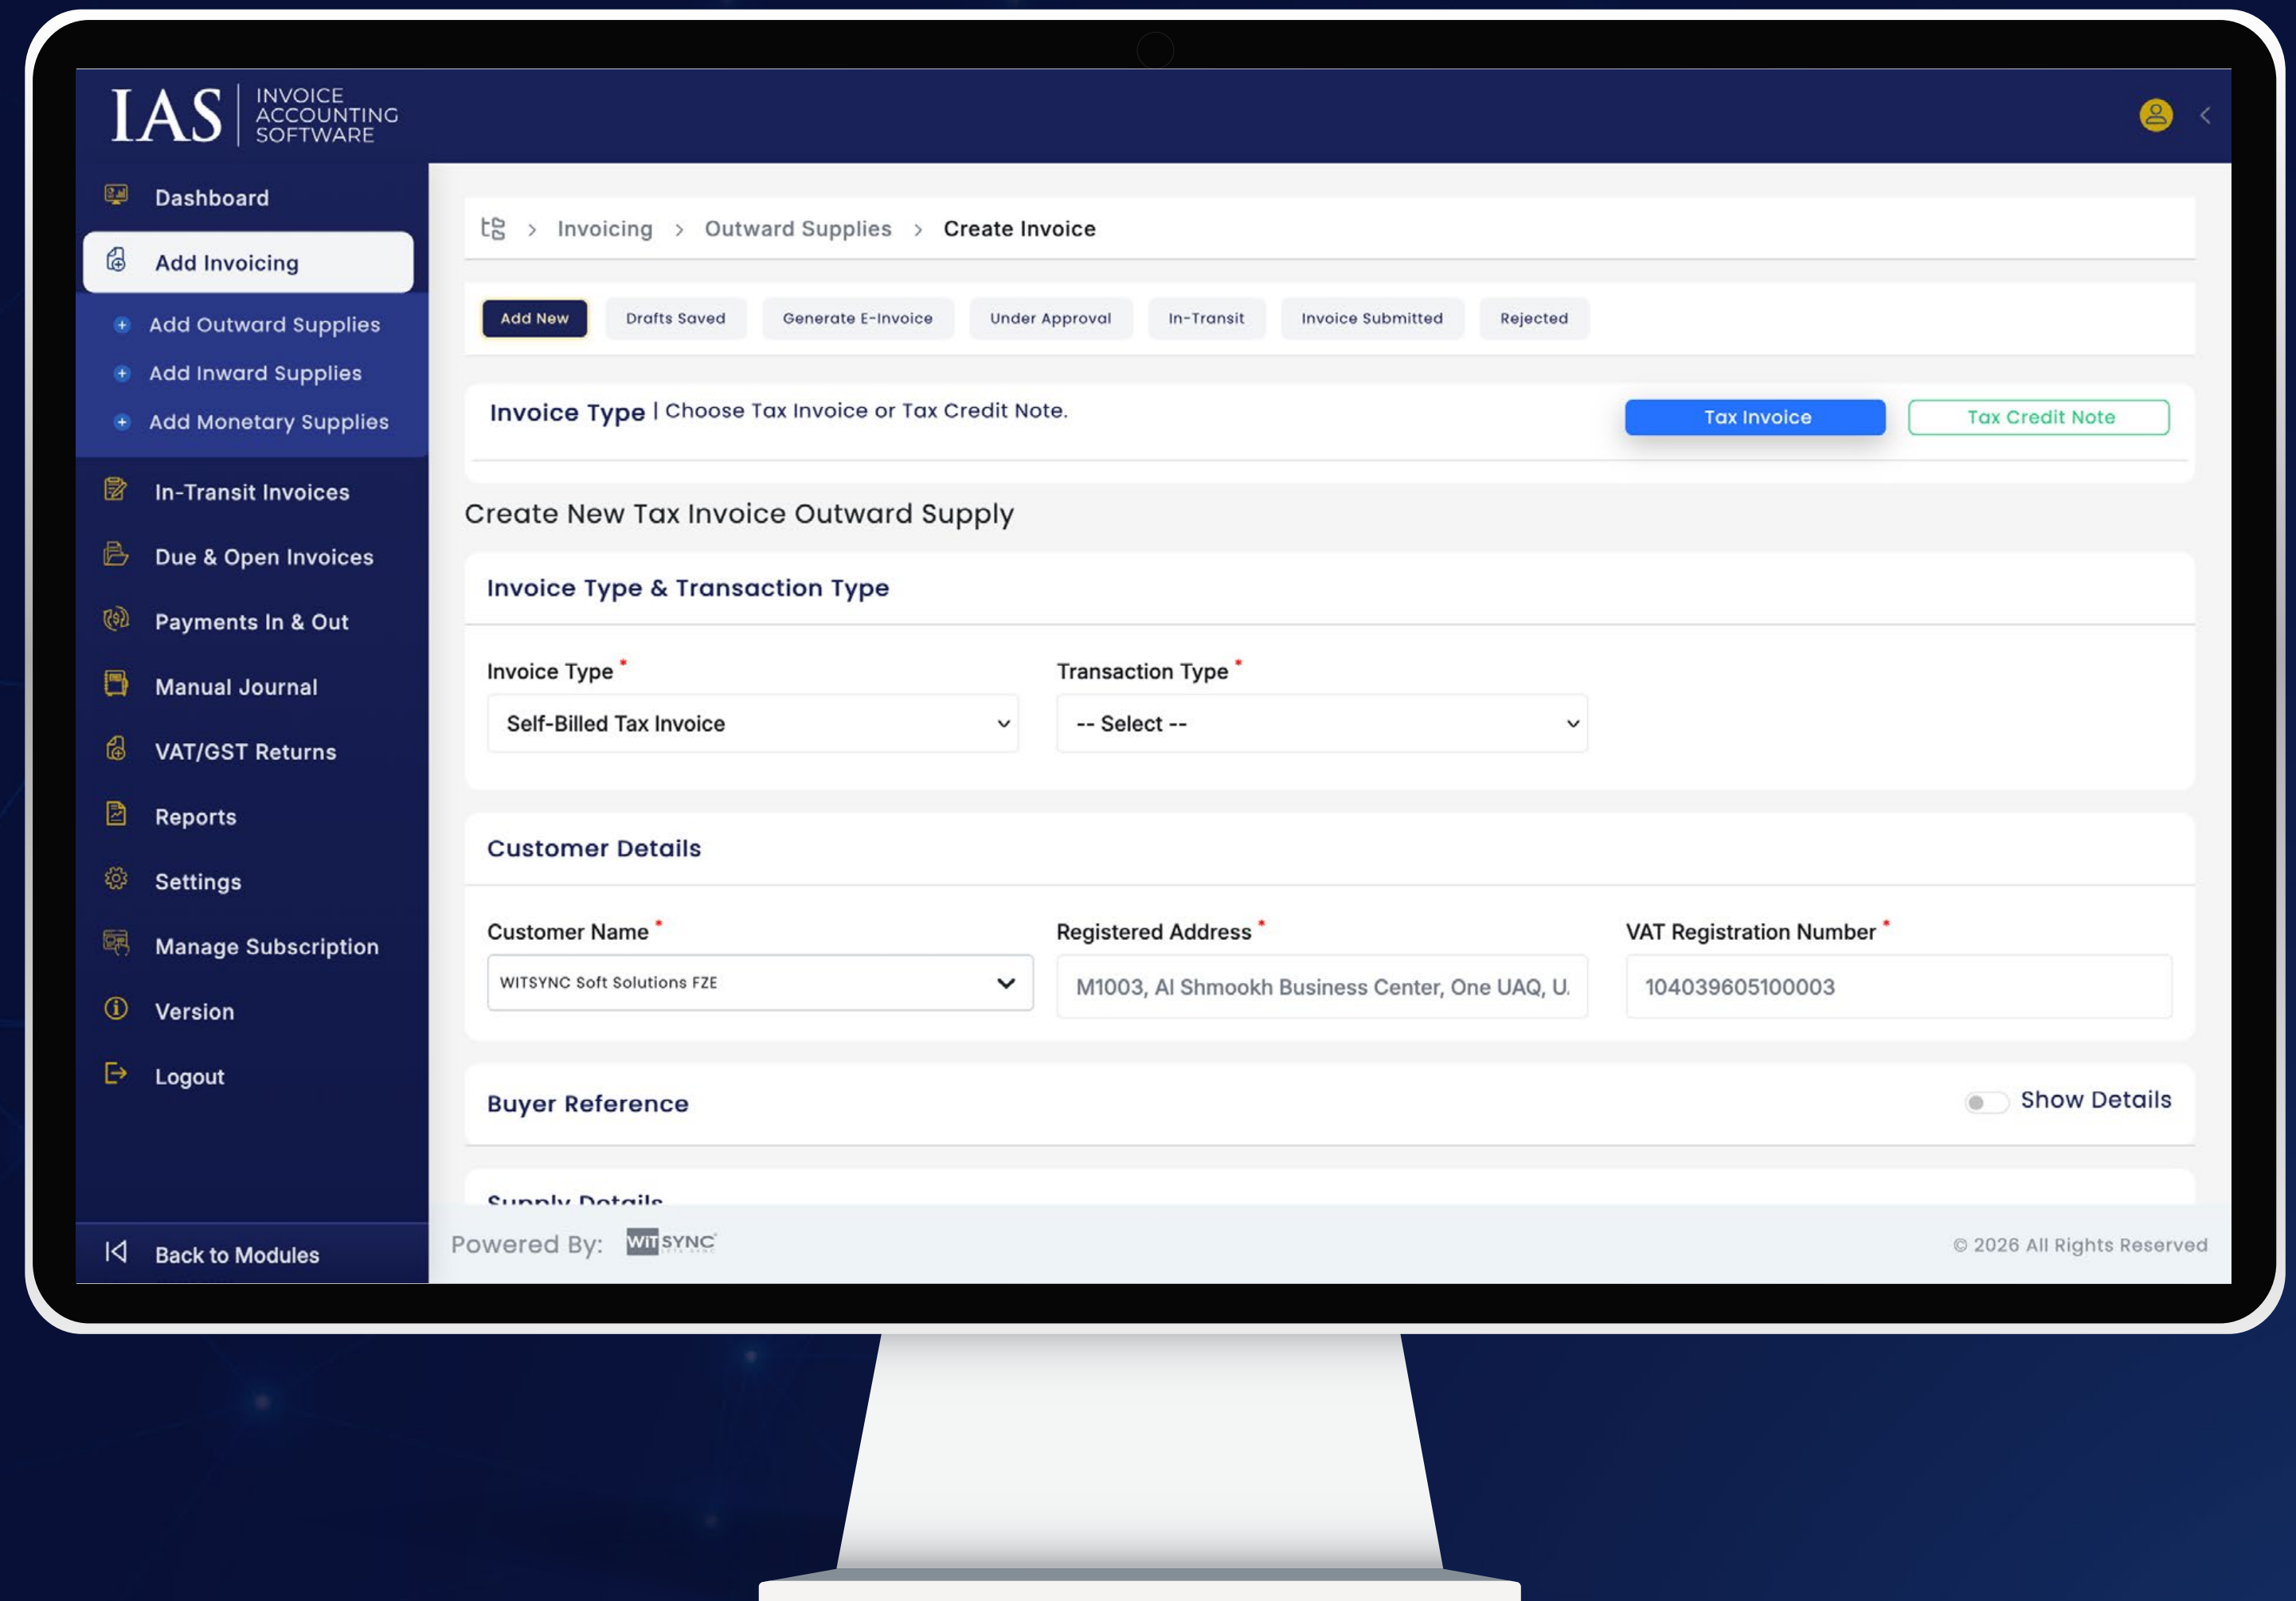 IAS
INVOICE
ACCOUNTING
SOFTWARE
Dashboard
Add Invoicing
Add Outward Supplies
Add Inward Supplies
Add Monetary Supplies
In-Transit Invoices
Due & Open Invoices
Payments In & Out
Manual Journal
VAT/GST Returns
Reports
Settings
Manage Subscription
Version
Logout
Back to Modules
> Invoicing > Outward Supplies > Create Invoice
Add New Drafts Saved Generate E-Invoice Under Approval In-Transit Invoice Submitted Rejected
Invoice Type | Choose Tax Invoice or Tax Credit Note. Tax Invoice Tax Credit Note
Create New Tax Invoice Outward Supply
Invoice Type & Transaction Type
Invoice Type * Transaction Type *
Self-Billed Tax Invoice -- Select --
Customer Details
Customer Name * Registered Address * VAT Registration Number *
WITSYNC Soft Solutions FZE M1003, Al Shmookh Business Center, One UAQ, U. 104039605100003
Buyer Reference Show Details
Supply Details
Powered By: WiT SYNC © 2026 All Rights Reserved